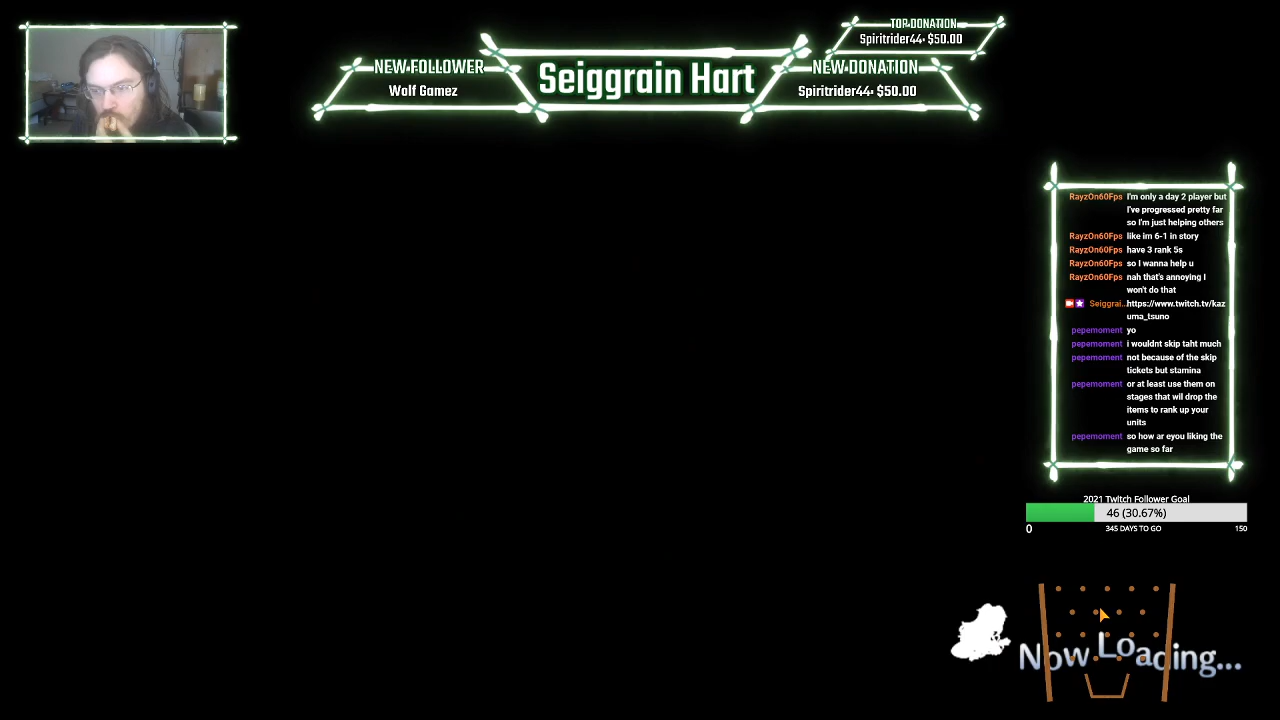 TOP DONATION
Spiritrider44: $50.00
NEW FOLLOWER
Wolf Gamez
Seiggrain Hart
NEW DONATION
Spiritrider44: $50.00
RayzOn60Fps I'm only a day 2 player but
I've progressed pretty far
so I'm just helping others
RayzOn60Fps like im 6-1 in story
RayzOn60Fps have 3 rank 5s
RayzOn60Fps so I wanna help u
RayzOn60Fps nah that's annoying I
won't do that
Seiggrai... https://www.twitch.tv/kaz
uma_tsuno
pepemoment yo
pepemoment i wouldnt skip taht much
pepemoment not because of the skip
tickets but stamina
pepemoment or at least use them on
stages that wil drop the
items to rank up your
units
pepemoment so how ar eyou liking the
game so far
2021 Twitch Follower Goal
46 (30.67%)
0 345 DAYS TO GO 150
Now Loading...